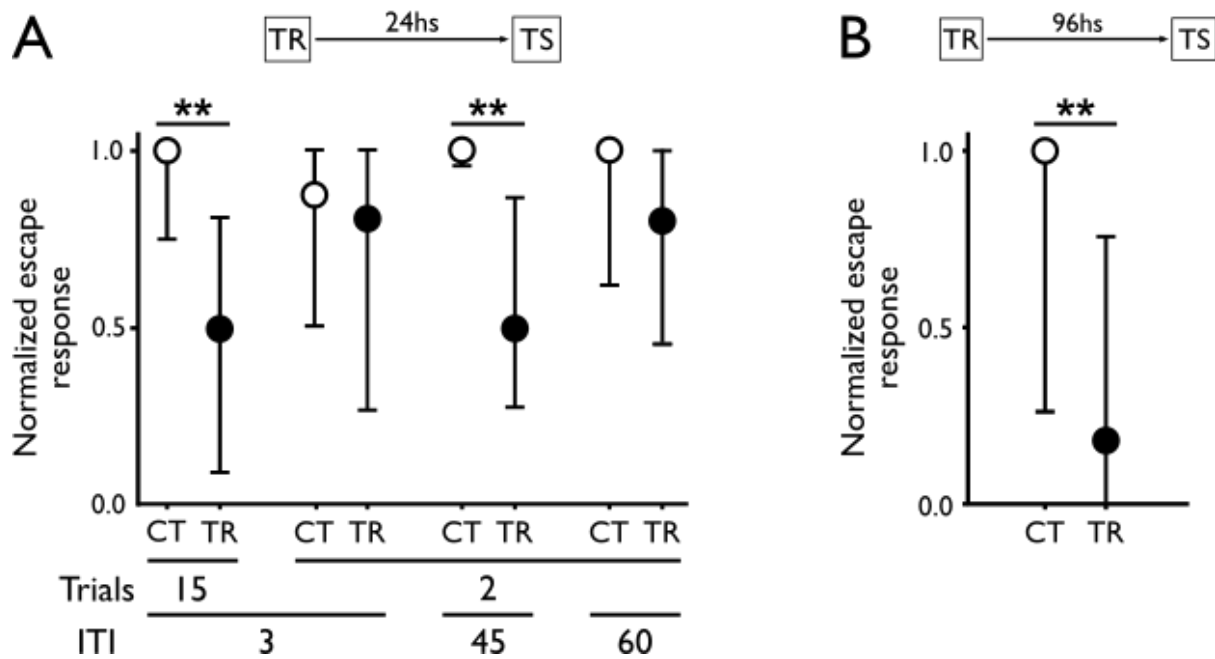 A
TR 24hs TS
B
TR 96hs TS
** **
**
Normalized escape
response
1.0
0.5
0.0
CT TR CT TR CT TR CT TR
Trials 15 2
ITI 3 45 60
Normalized escape
response
1.0
0.5
0.0
CT TR